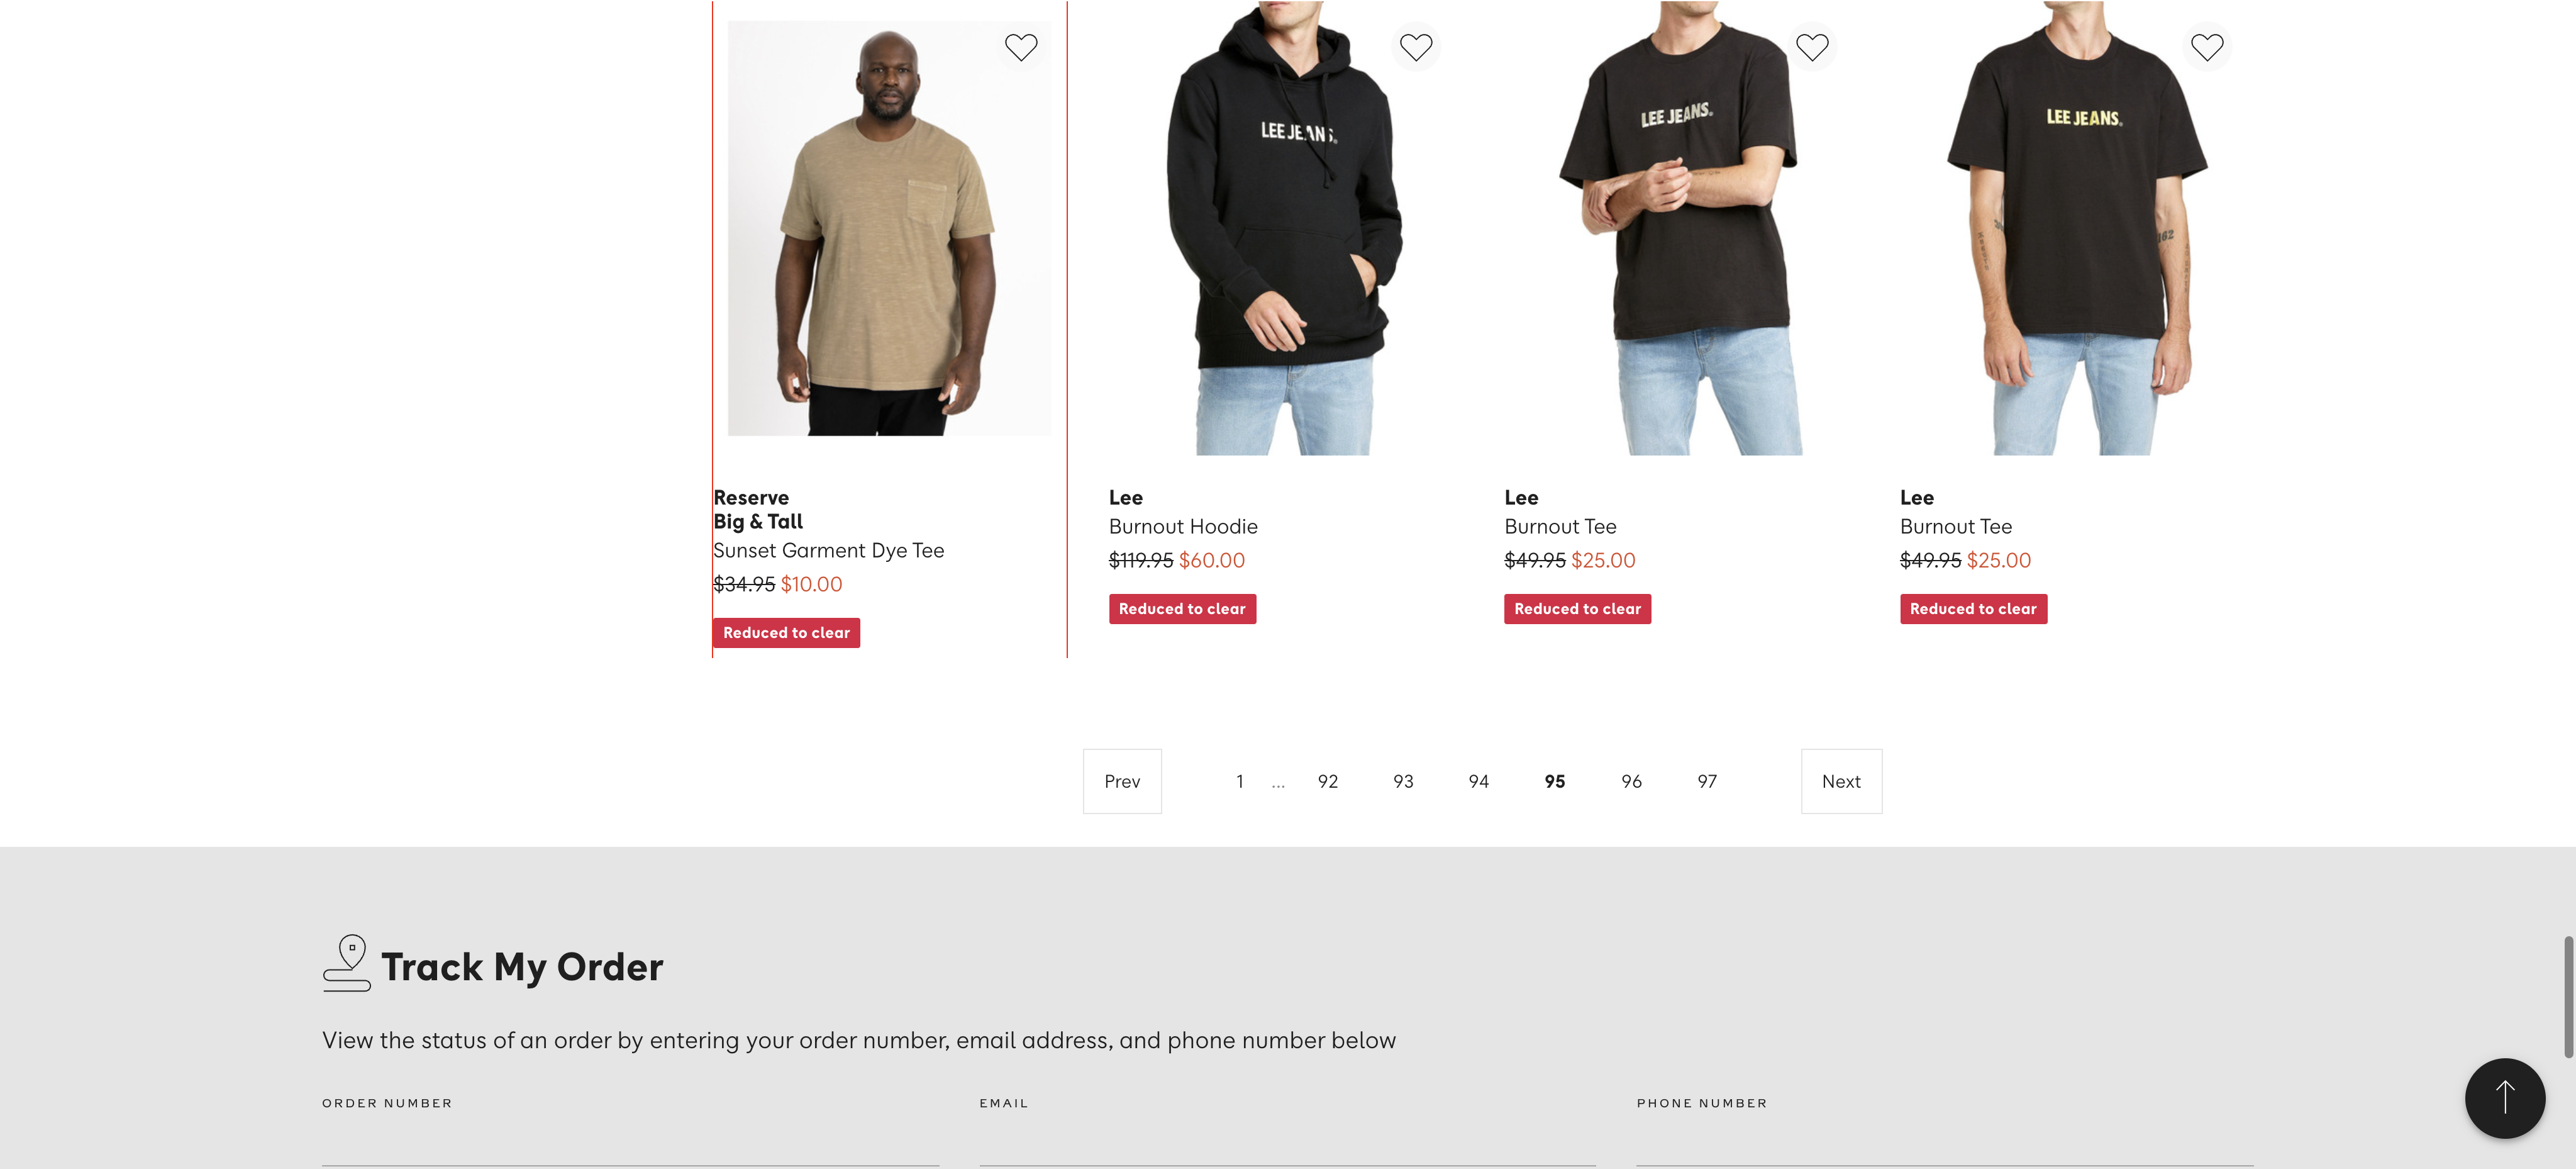 LEE JEANS®
LEE JEANS®
LEE JEANS®
Reserve
Big & Tall
Sunset Garment Dye Tee
$34.95 $10.00
Reduced to clear
Lee
Burnout Hoodie
$119.95 $60.00
Reduced to clear
Lee
Burnout Tee
$49.95 $25.00
Reduced to clear
Lee
Burnout Tee
$49.95 $25.00
Reduced to clear
Prev 1 ... 92 93 94 95 96 97 Next
Track My Order
View the status of an order by entering your order number, email address, and phone number below
ORDER NUMBER
EMAIL
PHONE NUMBER